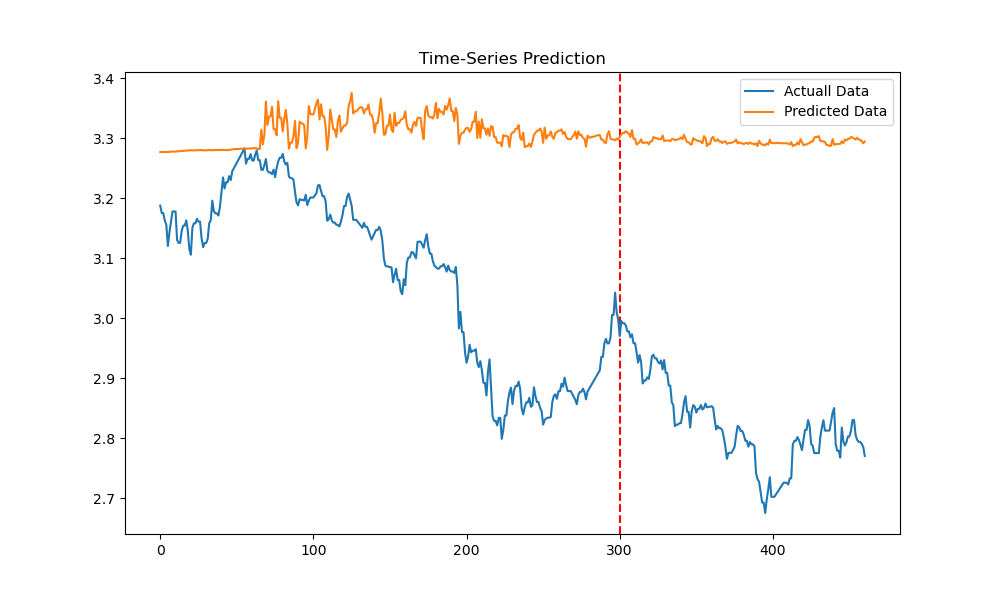 Time-Series Prediction
Actuall Data
Predicted Data
3.4
3.3
3.2
3.1
3.0
2.9
2.8
2.7
0 100 200 300 400